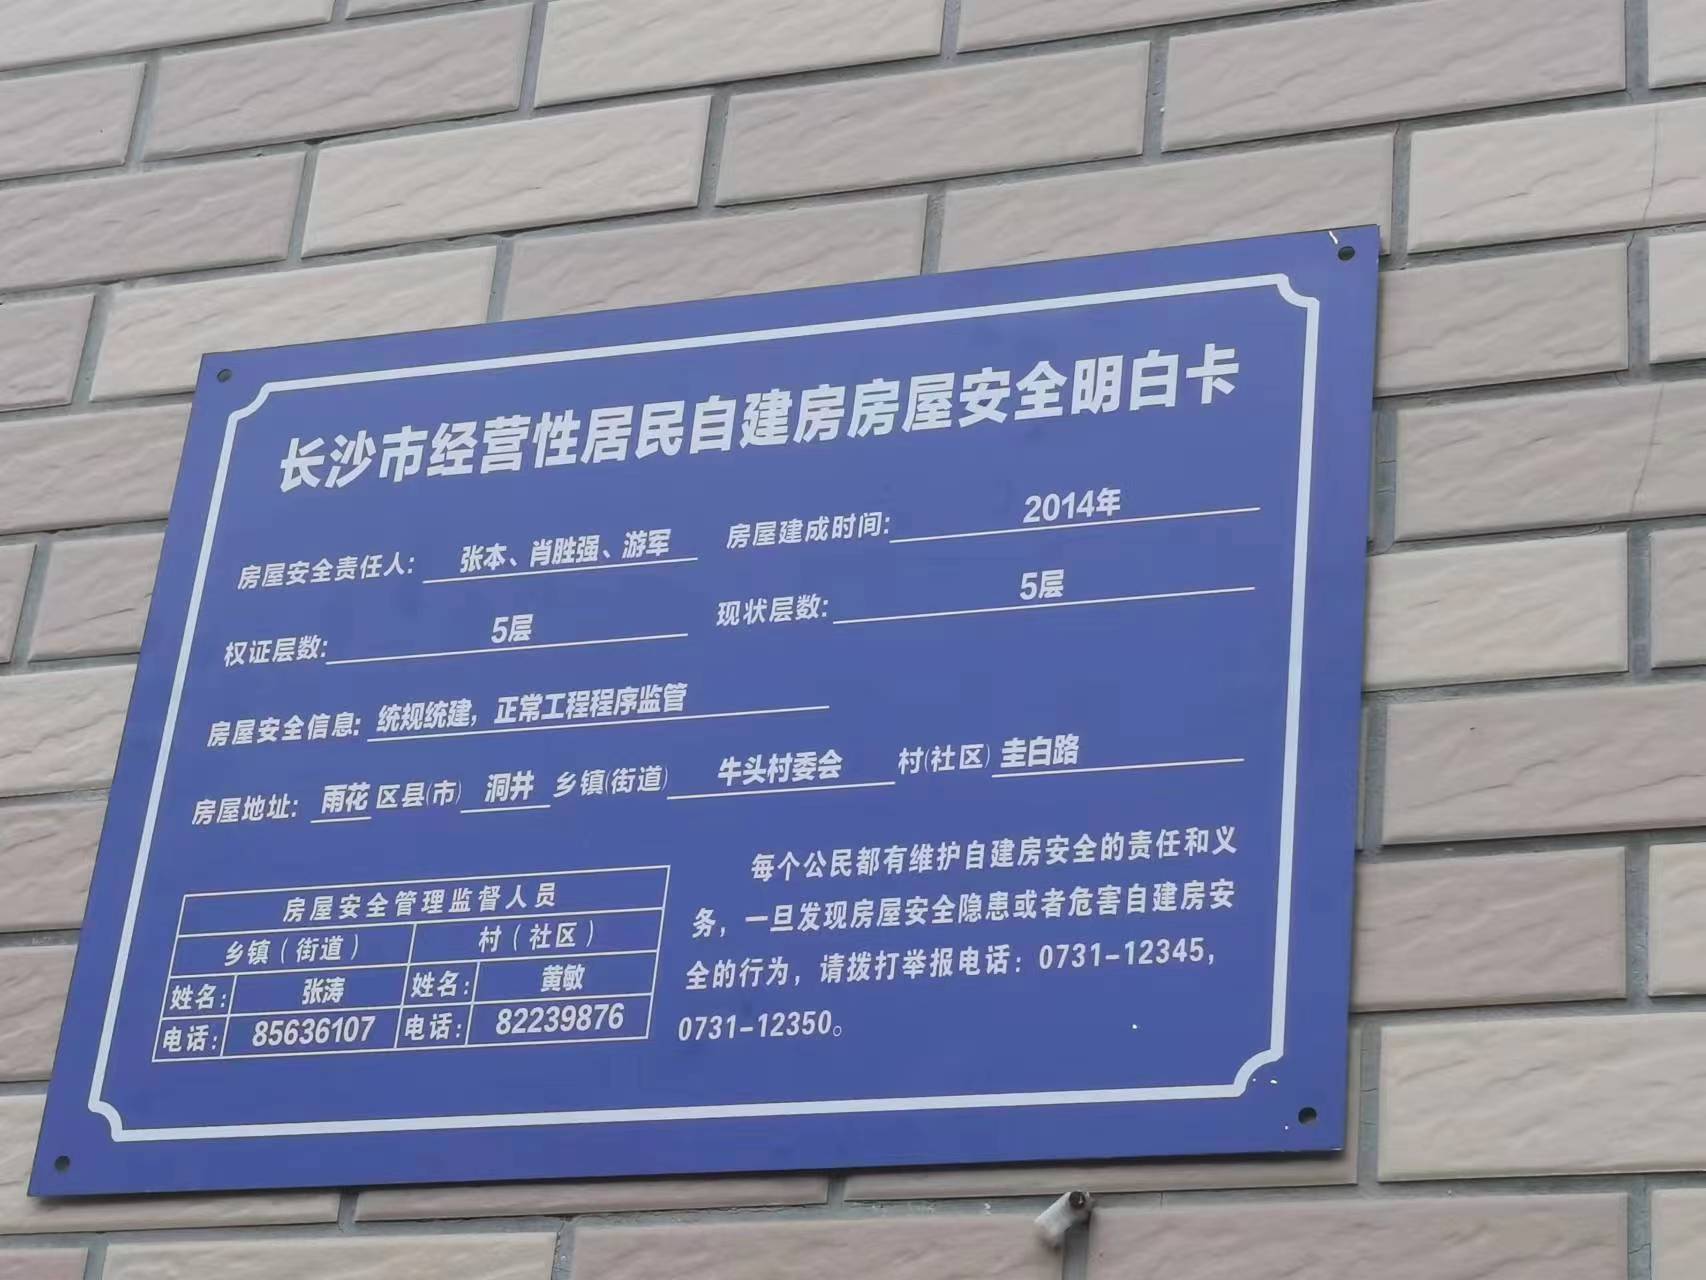 长沙市经营性居民自建房房屋安全明白卡
房屋安全责任人: 张本、肖胜强、游军 房屋建成时间: 2014年
权证层数: 5层 现状层数: 5层
房屋安全信息: 统规统建，正常工程程序监管
房屋地址: 雨花 区县(市) 洞井 乡镇(街道) 牛头村委会 村(社区) 圭白路
房屋安全管理监督人员
乡镇（街道） 村（社区）
姓名: 张涛 姓名: 黄敏
电话: 85636107 电话: 82239876
每个公民都有维护自建房安全的责任和义
务，一旦发现房屋安全隐患或者危害自建房安
全的行为，请拨打举报电话：0731-12345，
0731-12350。